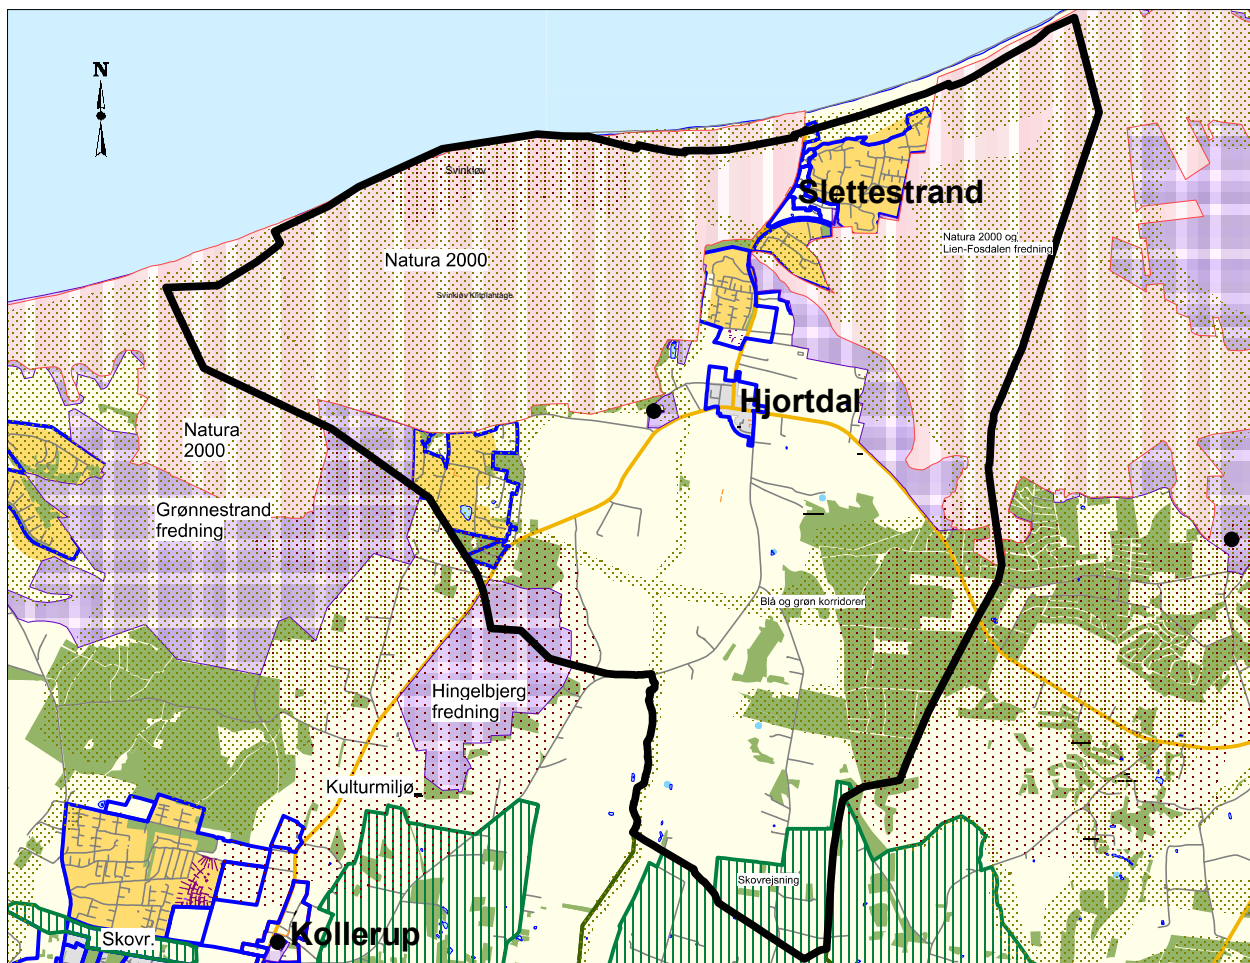 N
Svinkløv
Slettestrand
Natura 2000 og
Lien-Fosdalen fredning
Natura 2000
Svinkløv Klitplantage
Hjortdal
Natura
2000
Grønnestrand
fredning
Blå og grøn korridorer
Hingelbjerg
fredning
Kulturmiljø
Skovrejsning
Skovr.
Kollerup